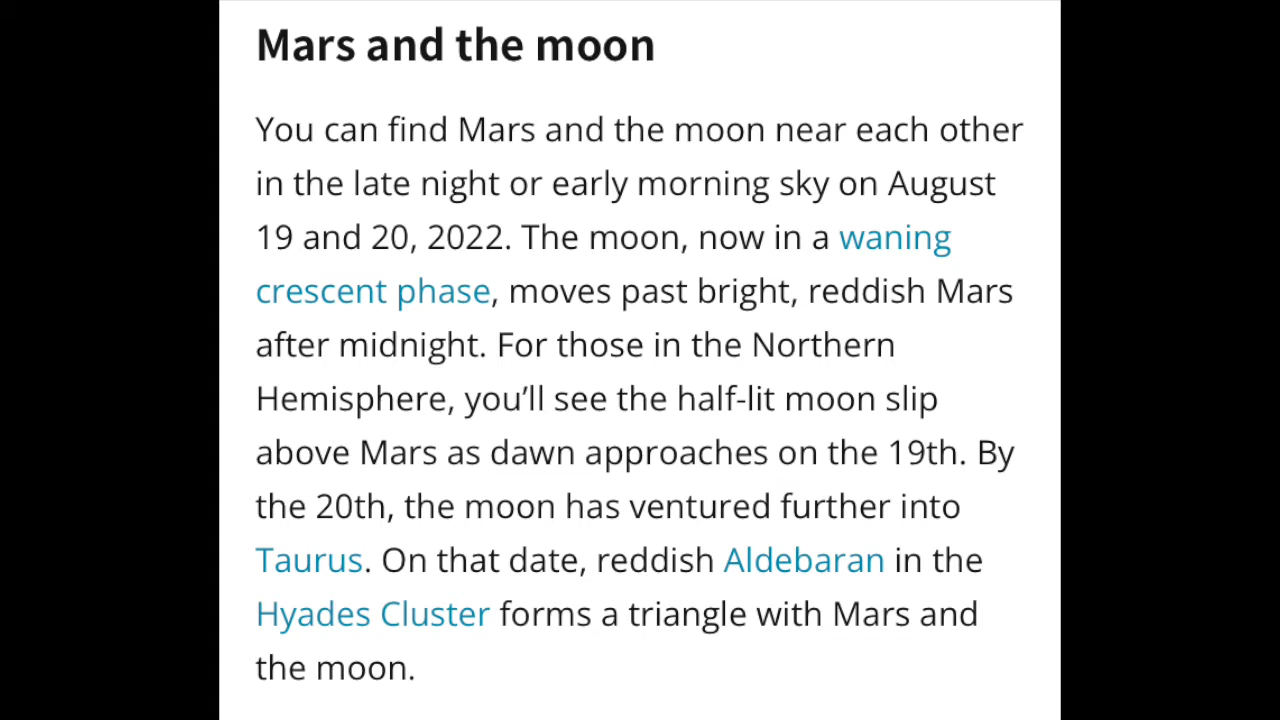 Mars and the moon
You can find Mars and the moon near each other
in the late night or early morning sky on August
19 and 20, 2022. The moon, now in a waning
crescent phase, moves past bright, reddish Mars
after midnight. For those in the Northern
Hemisphere, you’ll see the half-lit moon slip
above Mars as dawn approaches on the 19th. By
the 20th, the moon has ventured further into
Taurus. On that date, reddish Aldebaran in the
Hyades Cluster forms a triangle with Mars and
the moon.